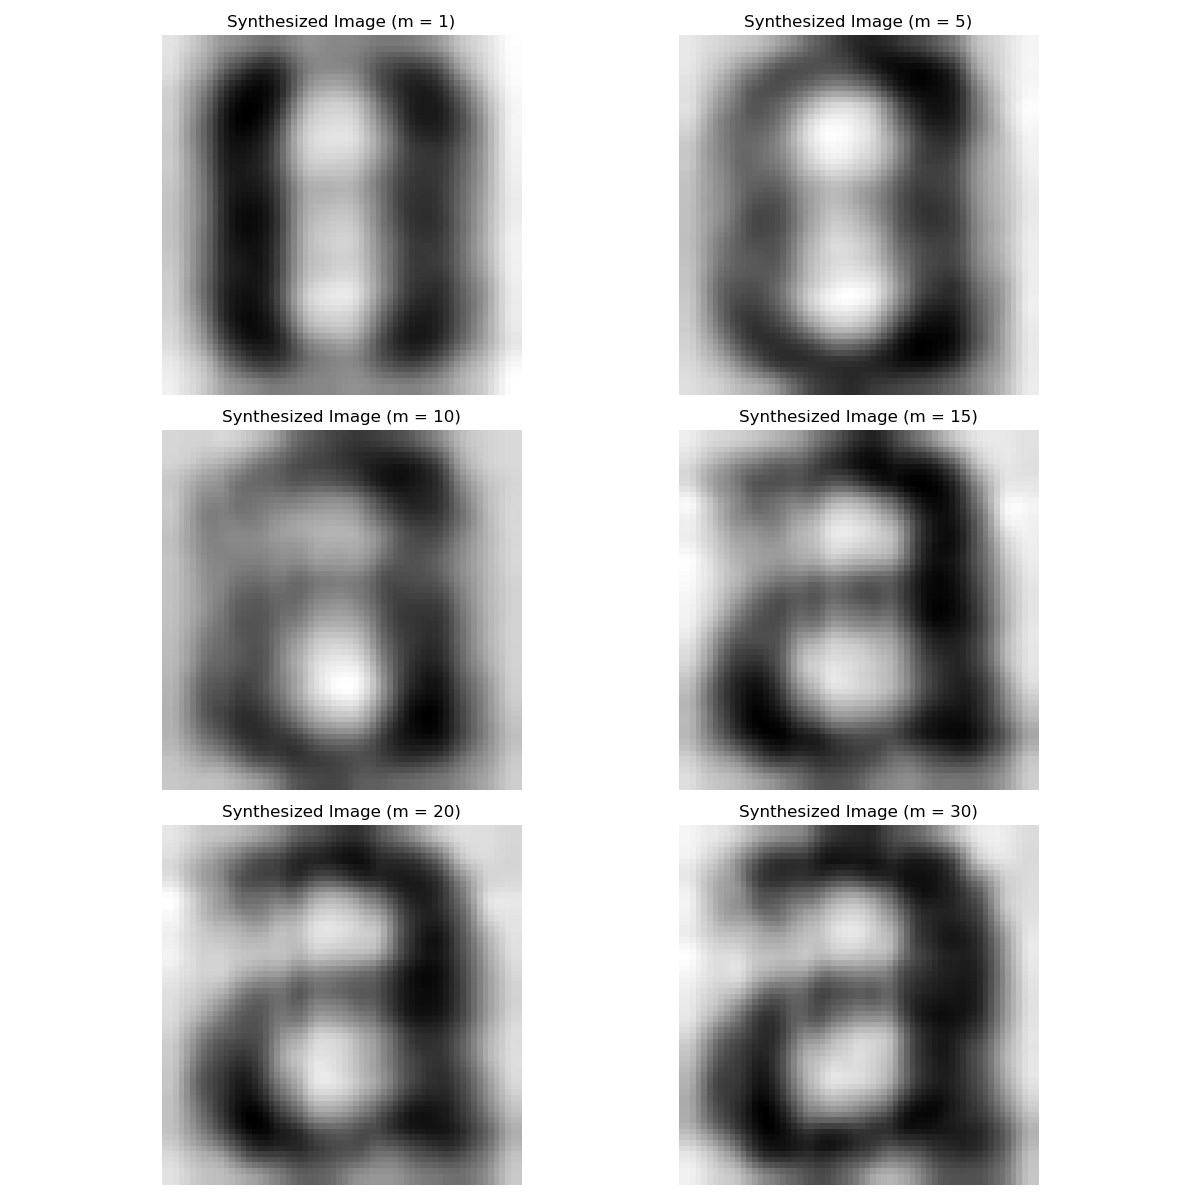 Synthesized Image (m = 1)
Synthesized Image (m = 5)
Synthesized Image (m = 10)
Synthesized Image (m = 15)
a
Synthesized Image (m = 20)
Synthesized Image (m = 30)
a
a